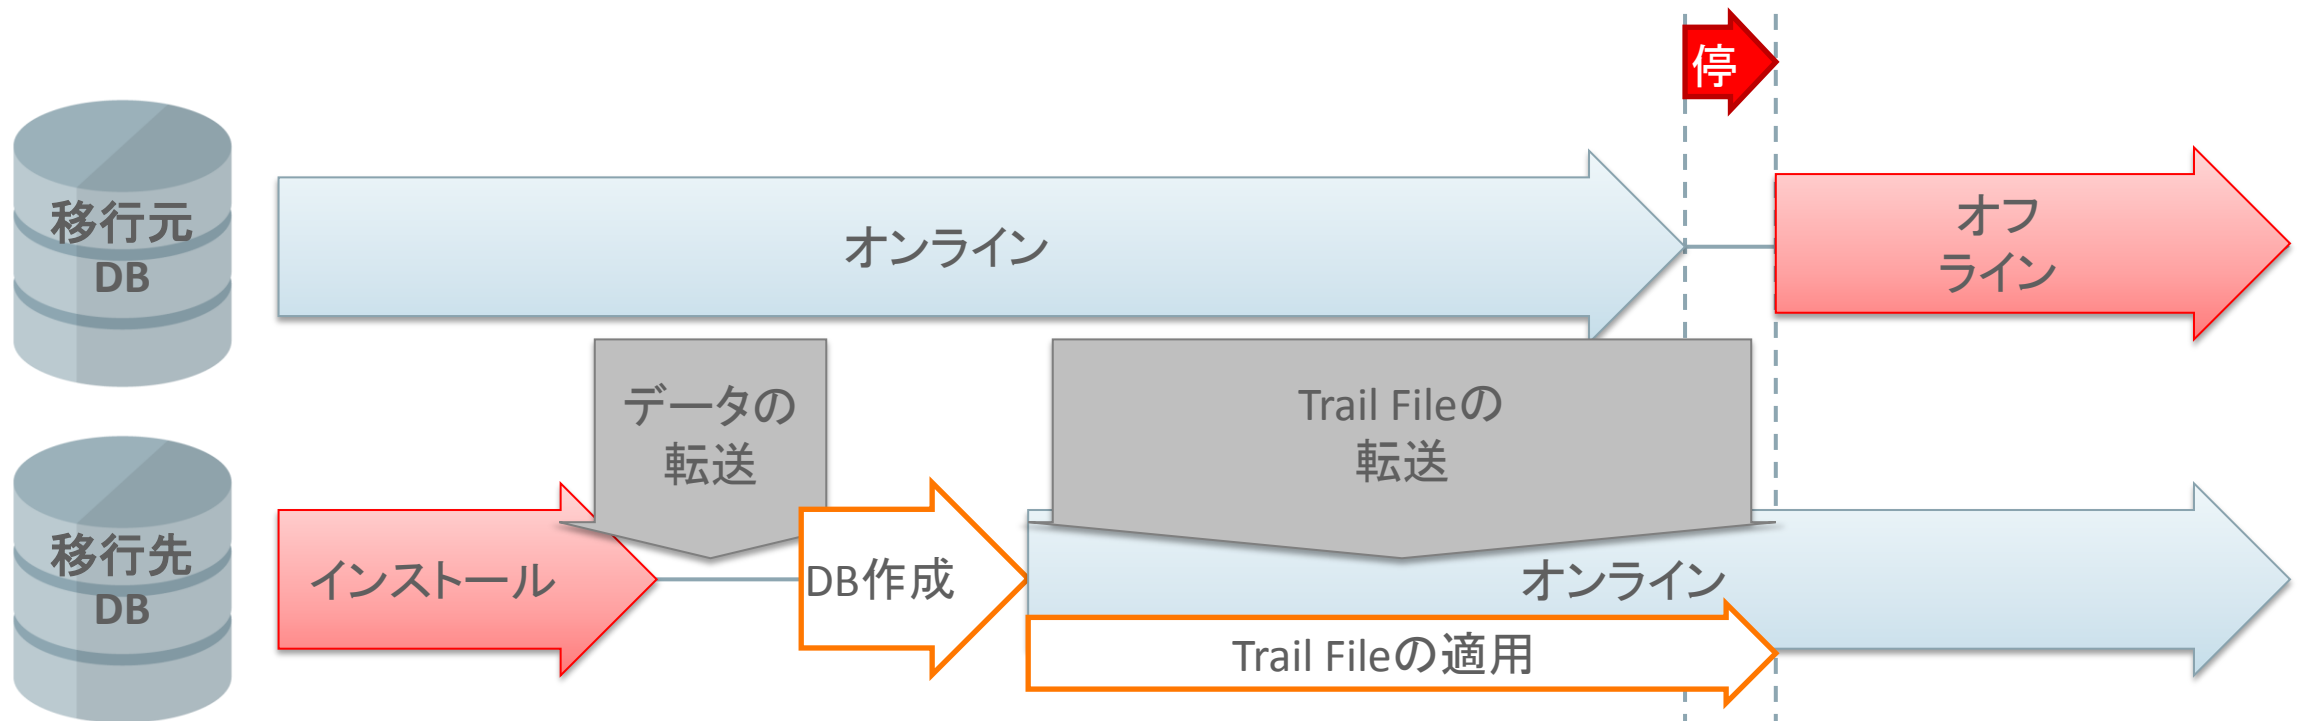 停
移行元
DB
オンライン
オフ
ライン
データの
転送
Trail Fileの
転送
移行先
DB
インストール
DB作成
オンライン
Trail Fileの適用